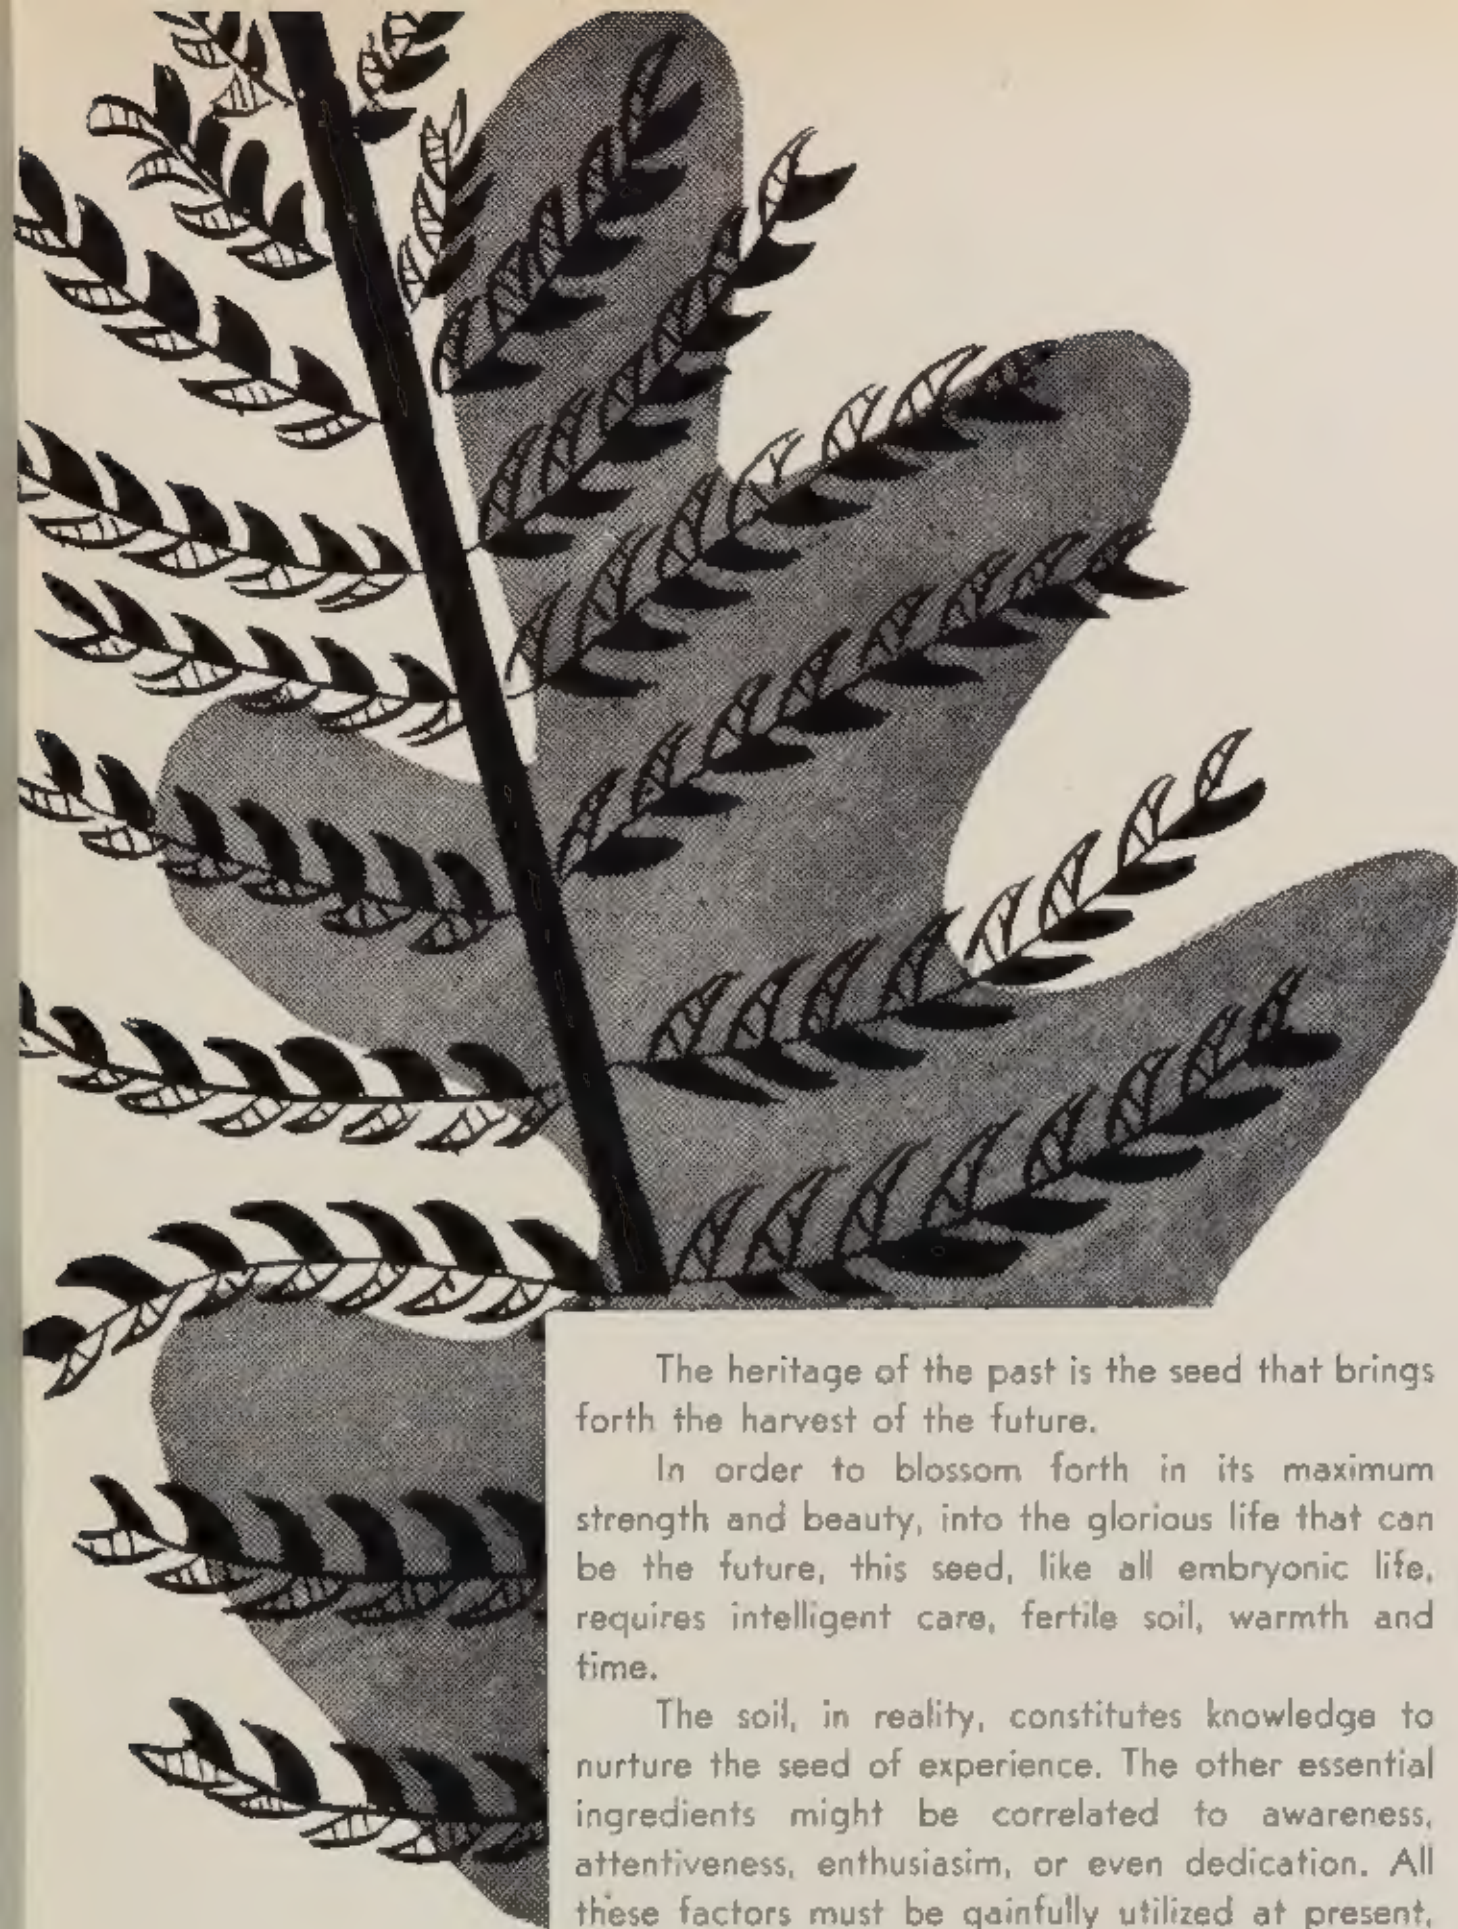 The heritage of the past is the seed that brings
forth the harvest of the future.
In order to blossom forth in its maximum
strength and beauty, into the glorious life that can
be the future, this seed, like all embryonic life,
requires intelligent care, fertile soil, warmth and
time.
The soil, in reality, constitutes knowledge to
nurture the seed of experience. The other essential
ingredients might be correlated to awareness,
attentiveness, enthusiasim, or even dedication. All
these factors must be gainfully utilized at present,